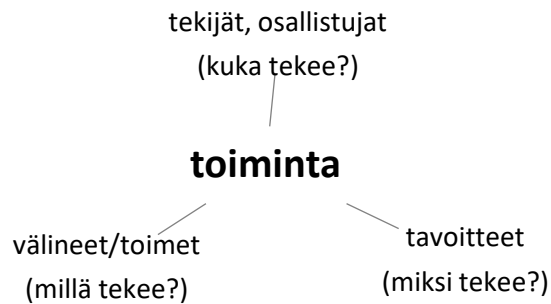 tekijät, osallistujat
(kuka tekee?)
toiminta
välineet/toimet
(millä tekee?)
tavoitteet
(miksi tekee?)